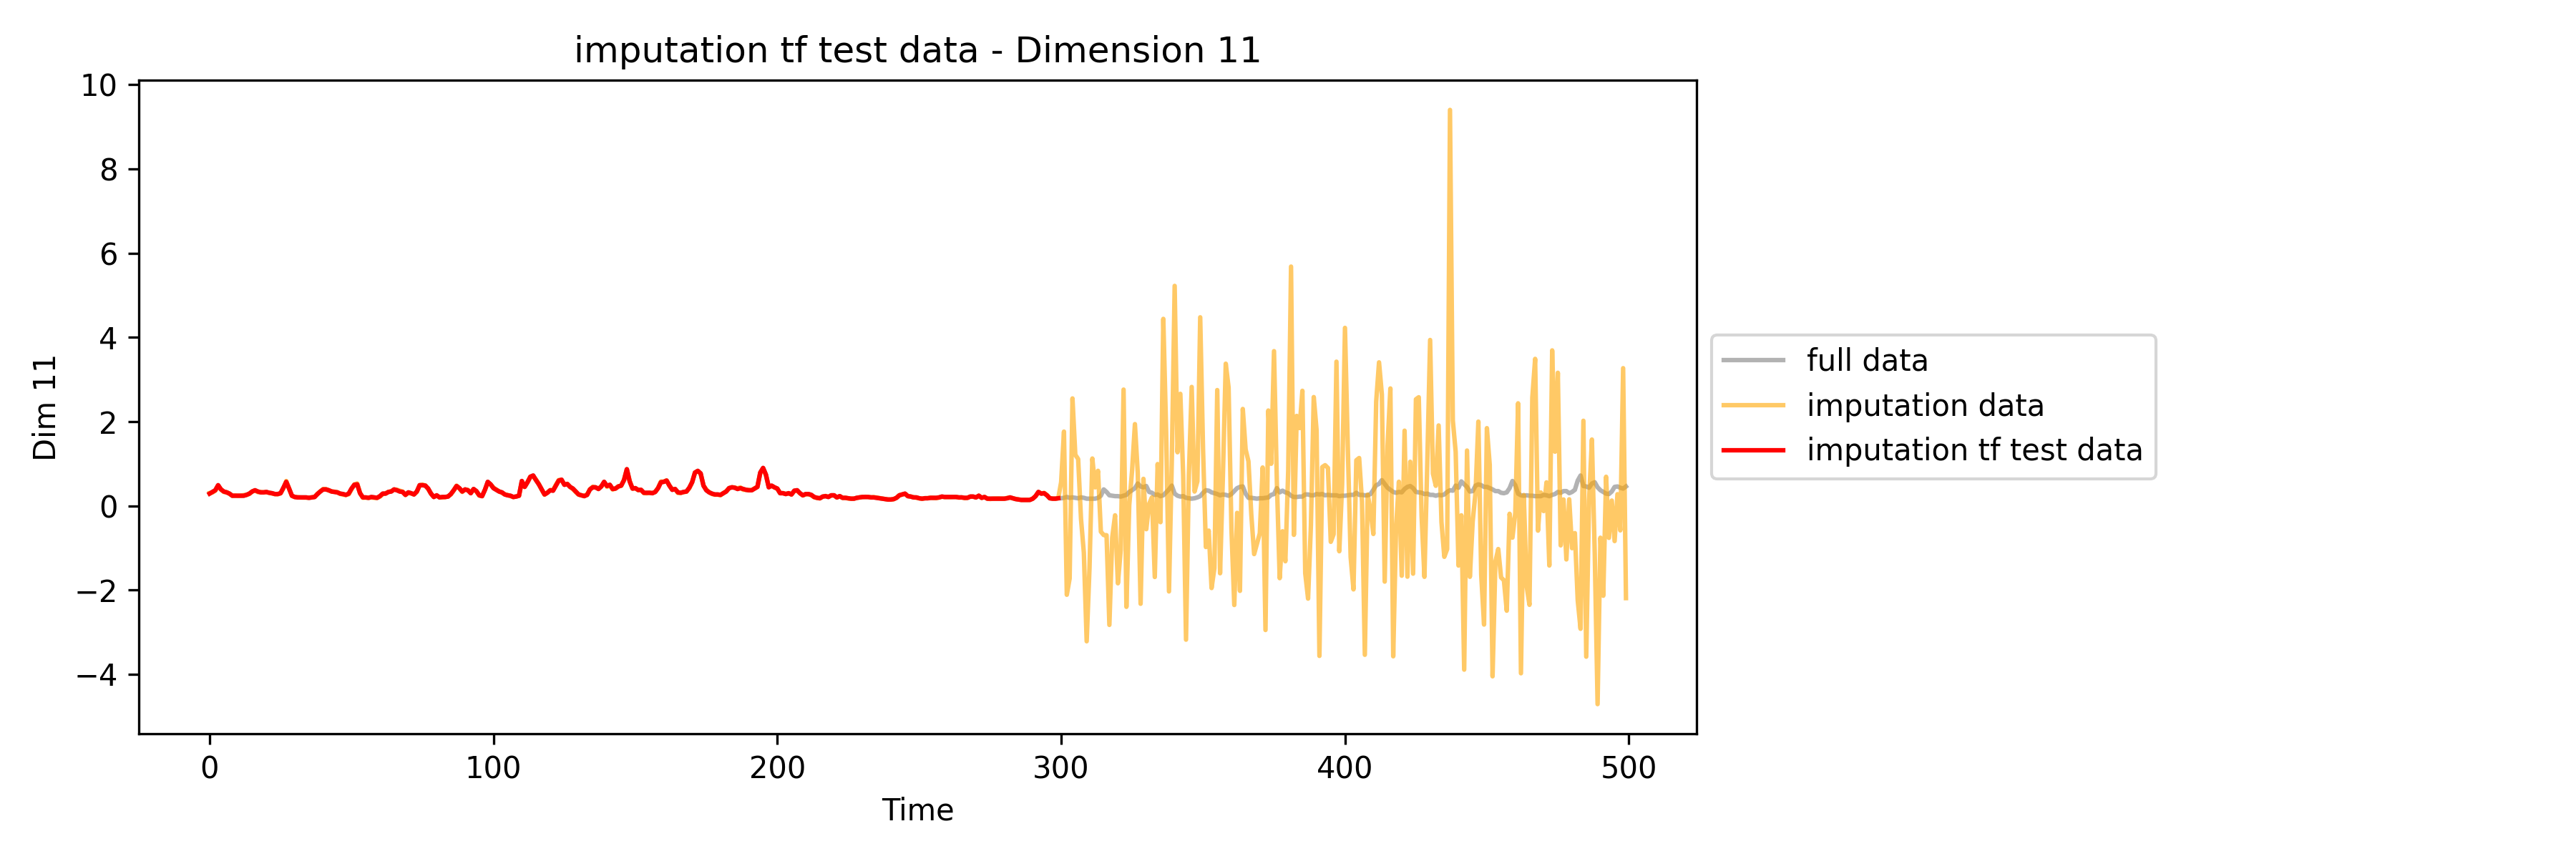 imputation tf test data - Dimension 11
10
8
6
4
2
0
−2
−4
Dim 11
0 100 200 300 400 500
Time
full data
imputation data
imputation tf test data